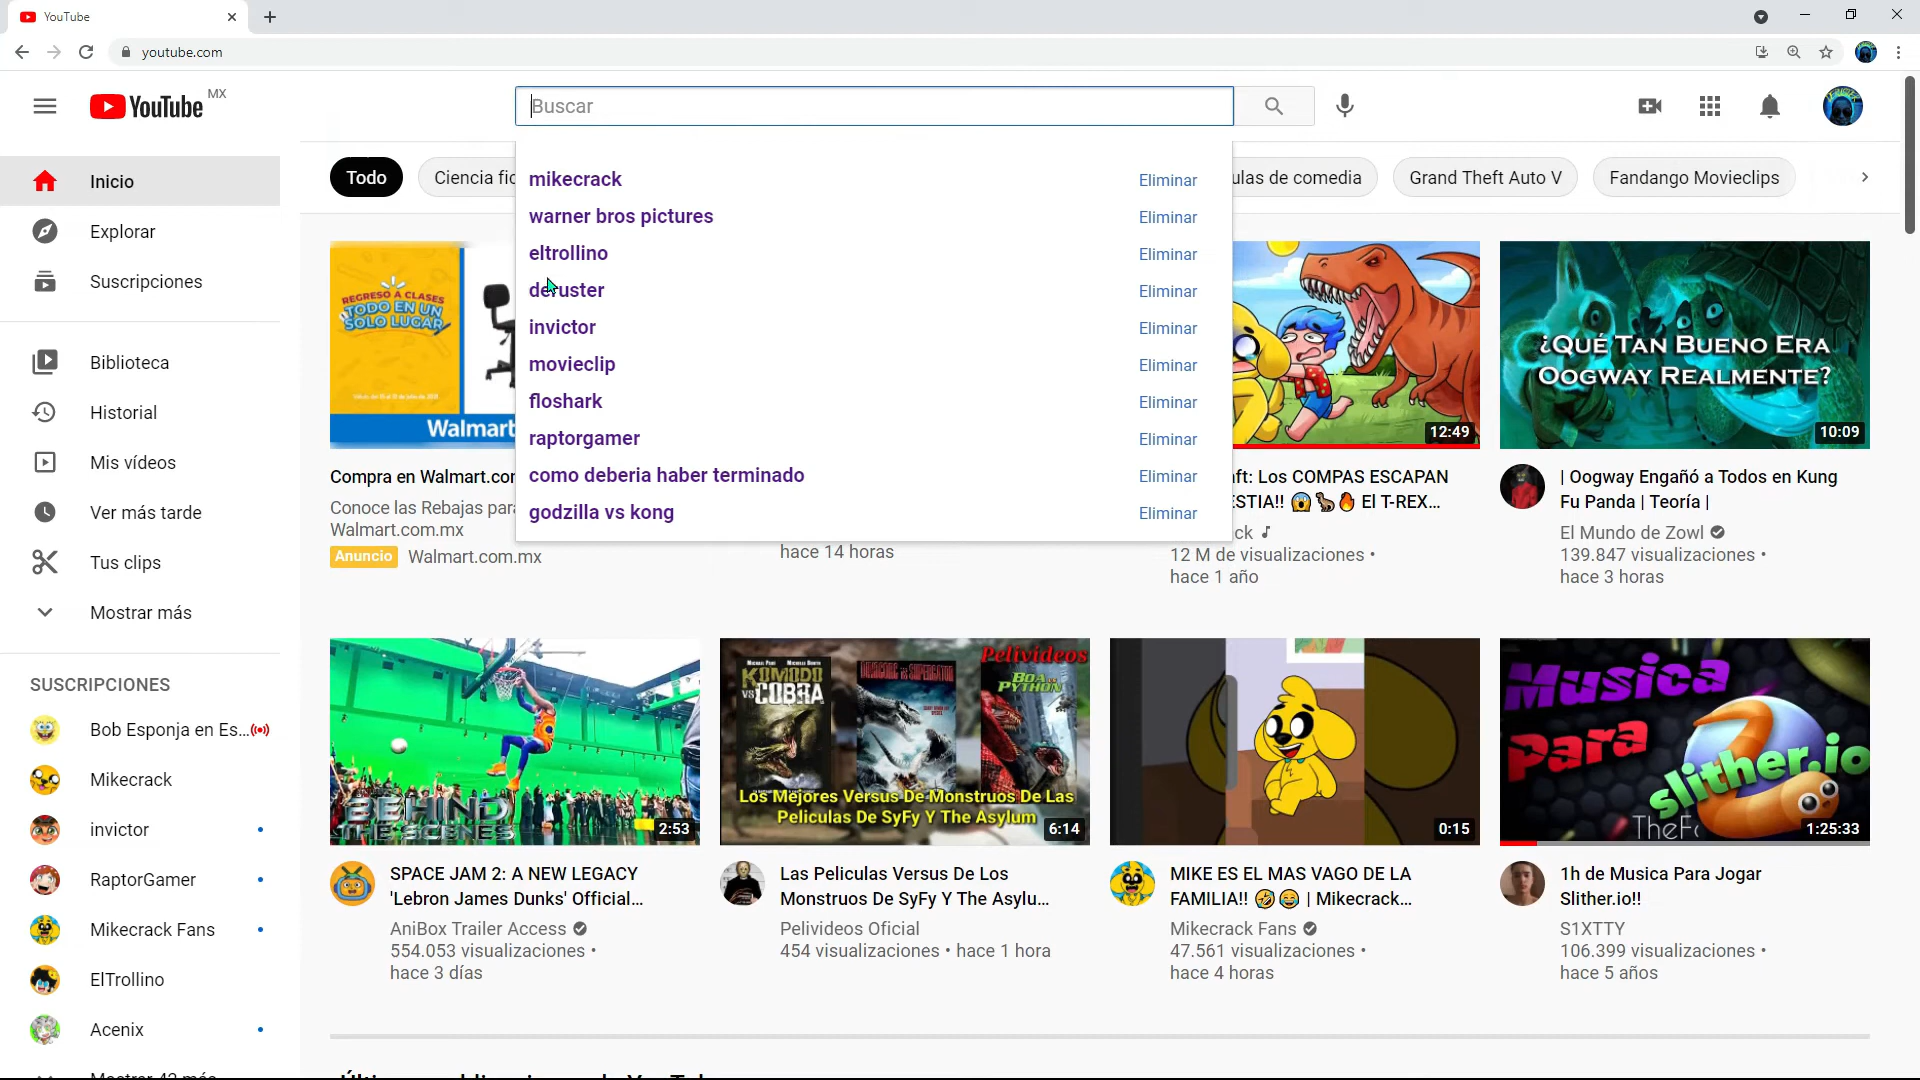 YouTube
youtube.com
YouTube MX
Buscar
Inicio
Explorar
Suscripciones
Biblioteca
Historial
Mis vídeos
Ver más tarde
Tus clips
Mostrar más
SUSCRIPCIONES
Bob Esponja en Es...
Mikecrack
invictor
RaptorGamer
Mikecrack Fans
ElTrollino
Acenix
Todo
Ciencia fic
ulas de comedia
Grand Theft Auto V
Fandango Movieclips
mikecrack Eliminar
warner bros pictures Eliminar
eltrollino Eliminar
deruster Eliminar
invictor Eliminar
movieclip Eliminar
floshark Eliminar
raptorgamer Eliminar
como deberia haber terminado Eliminar
godzilla vs kong Eliminar
REGRESO A CLASES
TODO EN UN
SOLO LUGAR
Walmart
Compra en Walmart.cor
Conoce las Rebajas para
Walmart.com.mx
Anuncio Walmart.com.mx
hace 14 horas
12:49
ft: Los COMPAS ESCAPAN
ESTIA!! 😱🦕🔥 El T-REX...
ck
12 M de visualizaciones •
hace 1 año
¿QUÉ TAN BUENO ERA
OOGWAY REALMENTE?
10:09
| Oogway Engañó a Todos en Kung
Fu Panda | Teoría |
El Mundo de Zowl
139.847 visualizaciones •
hace 3 horas
BEHIND
THE SCENES
2:53
SPACE JAM 2: A NEW LEGACY
'Lebron James Dunks' Official...
AniBox Trailer Access
554.053 visualizaciones •
hace 3 días
Pelivideos
KOMODO
VS COBRA
BOA
PYTHON
Los Mejores Versus De Monstruos De Las
Peliculas De SyFy Y The Asylum
6:14
Las Peliculas Versus De Los
Monstruos De SyFy Y The Asylu...
Pelivideos Oficial
454 visualizaciones • hace 1 hora
0:15
MIKE ES EL MAS VAGO DE LA
FAMILIA!! 🤣😂 | Mikecrack...
Mikecrack Fans
47.561 visualizaciones •
hace 4 horas
Musica
Para
slither.io
1:25:33
1h de Musica Para Jogar
Slither.io!!
S1XTTY
106.399 visualizaciones •
hace 5 años